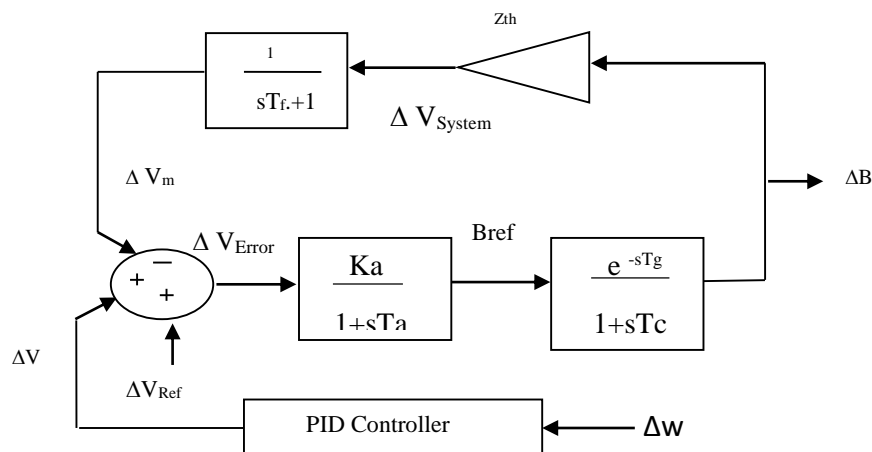 Zth
1
sTf.+1
Δ VSystem
Δ Vm
ΔB
Δ VError
Bref
−
+
+
Ka
1+sTa
e -sTg
1+sTc
ΔV
ΔVRef
PID Controller
Δw